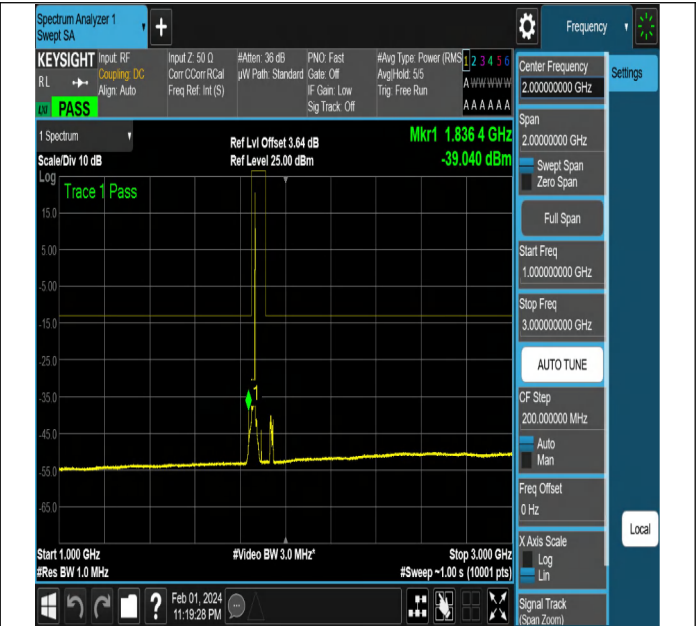 Spectrum Analyzer 1
Swept SA
+
Frequency
KEYSIGHT
RL
PASS
Input: RF
Coupling: DC
Align: Auto
Input Z: 50 Ω
Corr CCorr RCal
Freq Ref: Int (S)
#Atten: 36 dB
µW Path: Standard
PNO: Fast
Gate: Off
IF Gain: Low
Sig Track: Off
#Avg Type: Power (RMS
Avg|Hold: 5/5
Trig: Free Run
1 2 3 4 5 6
A W W W W W
A A A A A A
1 Spectrum
Scale/Div 10 dB
Ref Lvl Offset 3.64 dB
Ref Level 25.00 dBm
Mkr1 1.836 4 GHz
-39.040 dBm
Log
Trace 1 Pass
15.0
5.00
-5.00
-15.0
-25.0
-35.0
-45.0
-55.0
-65.0
1
Start 1.000 GHz
#Res BW 1.0 MHz
#Video BW 3.0 MHz*
Stop 3.000 GHz
#Sweep ~1.00 s (10001 pts)
Center Frequency
2.000000000 GHz
Settings
Span
2.00000000 GHz
Swept Span
Zero Span
Full Span
Start Freq
1.000000000 GHz
Stop Freq
3.000000000 GHz
AUTO TUNE
CF Step
200.000000 MHz
Auto
Man
Freq Offset
0 Hz
X Axis Scale
Log
Lin
Local
Signal Track
(Span Zoom)
?
Feb 01, 2024
11:19:28 PM